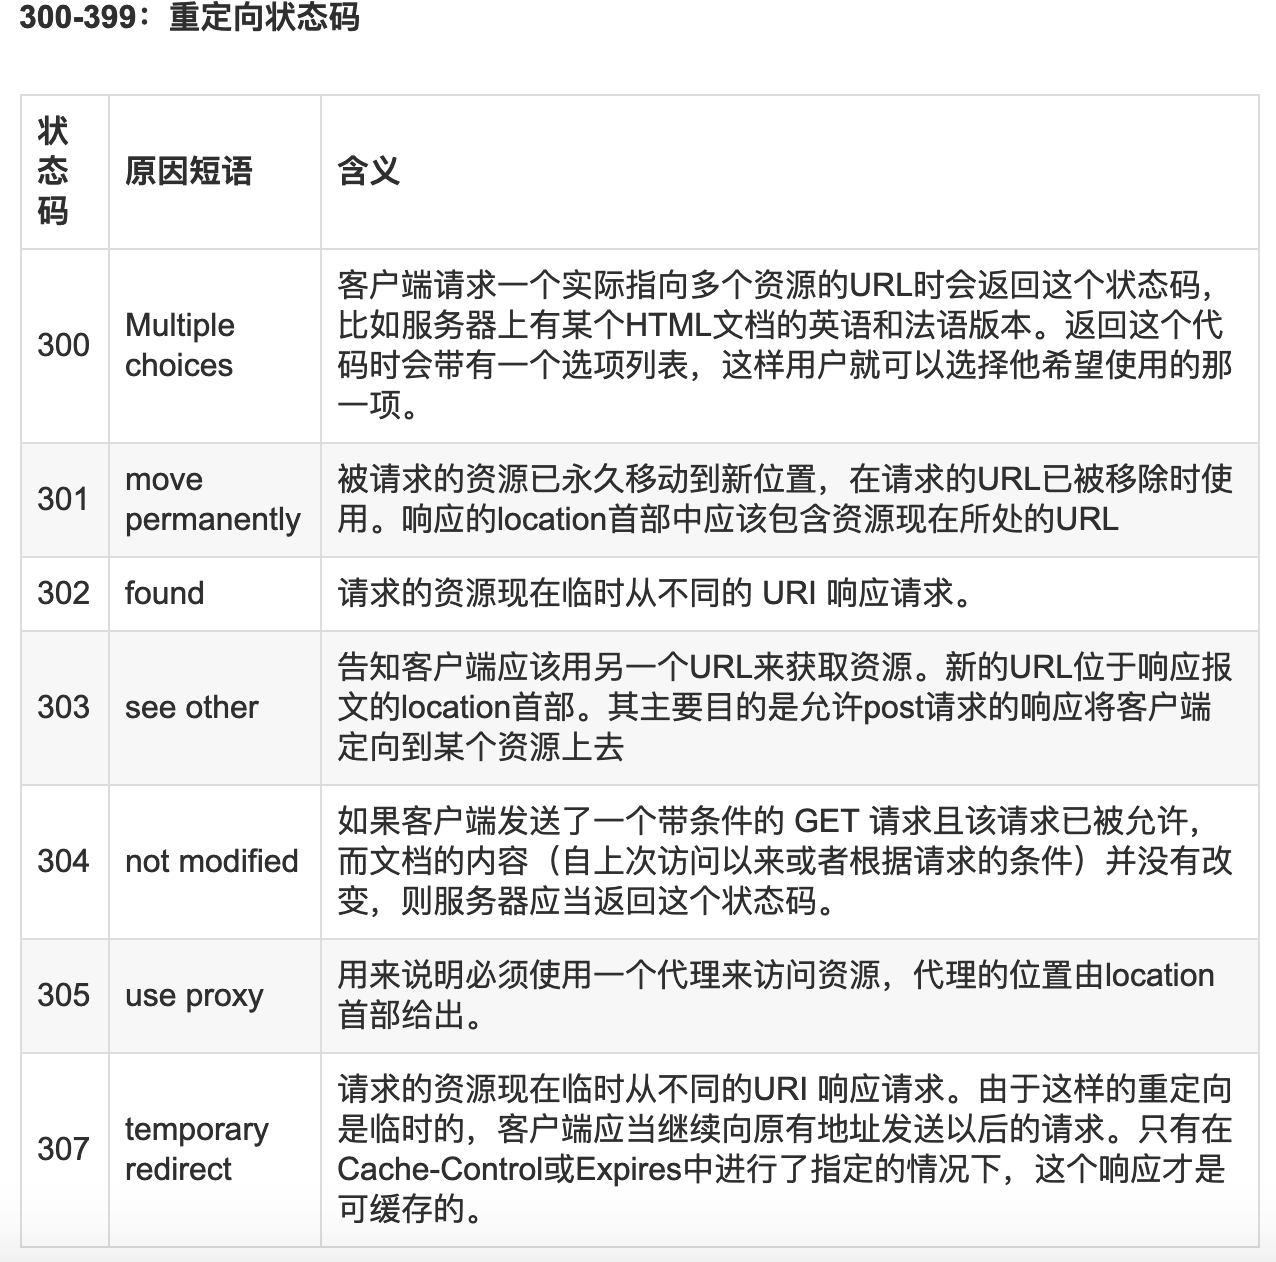 300-399：重定向状态码
状
态
码
原因短语
含义
300
Multiple
choices
客户端请求一个实际指向多个资源的URL时会返回这个状态码，
比如服务器上有某个HTML文档的英语和法语版本。返回这个代
码时会带有一个选项列表，这样用户就可以选择他希望使用的那
一项。
301
move
permanently
被请求的资源已永久移动到新位置，在请求的URL已被移除时使
用。响应的location首部中应该包含资源现在所处的URL
302
found
请求的资源现在临时从不同的 URI 响应请求。
303
see other
告知客户端应该用另一个URL来获取资源。新的URL位于响应报
文的location首部。其主要目的是允许post请求的响应将客户端
定向到某个资源上去
304
not modified
如果客户端发送了一个带条件的 GET 请求且该请求已被允许，
而文档的内容（自上次访问以来或者根据请求的条件）并没有改
变，则服务器应当返回这个状态码。
305
use proxy
用来说明必须使用一个代理来访问资源，代理的位置由location
首部给出。
307
temporary
redirect
请求的资源现在临时从不同的URI 响应请求。由于这样的重定向
是临时的，客户端应当继续向原有地址发送以后的请求。只有在
Cache-Control或Expires中进行了指定的情况下，这个响应才是
可缓存的。